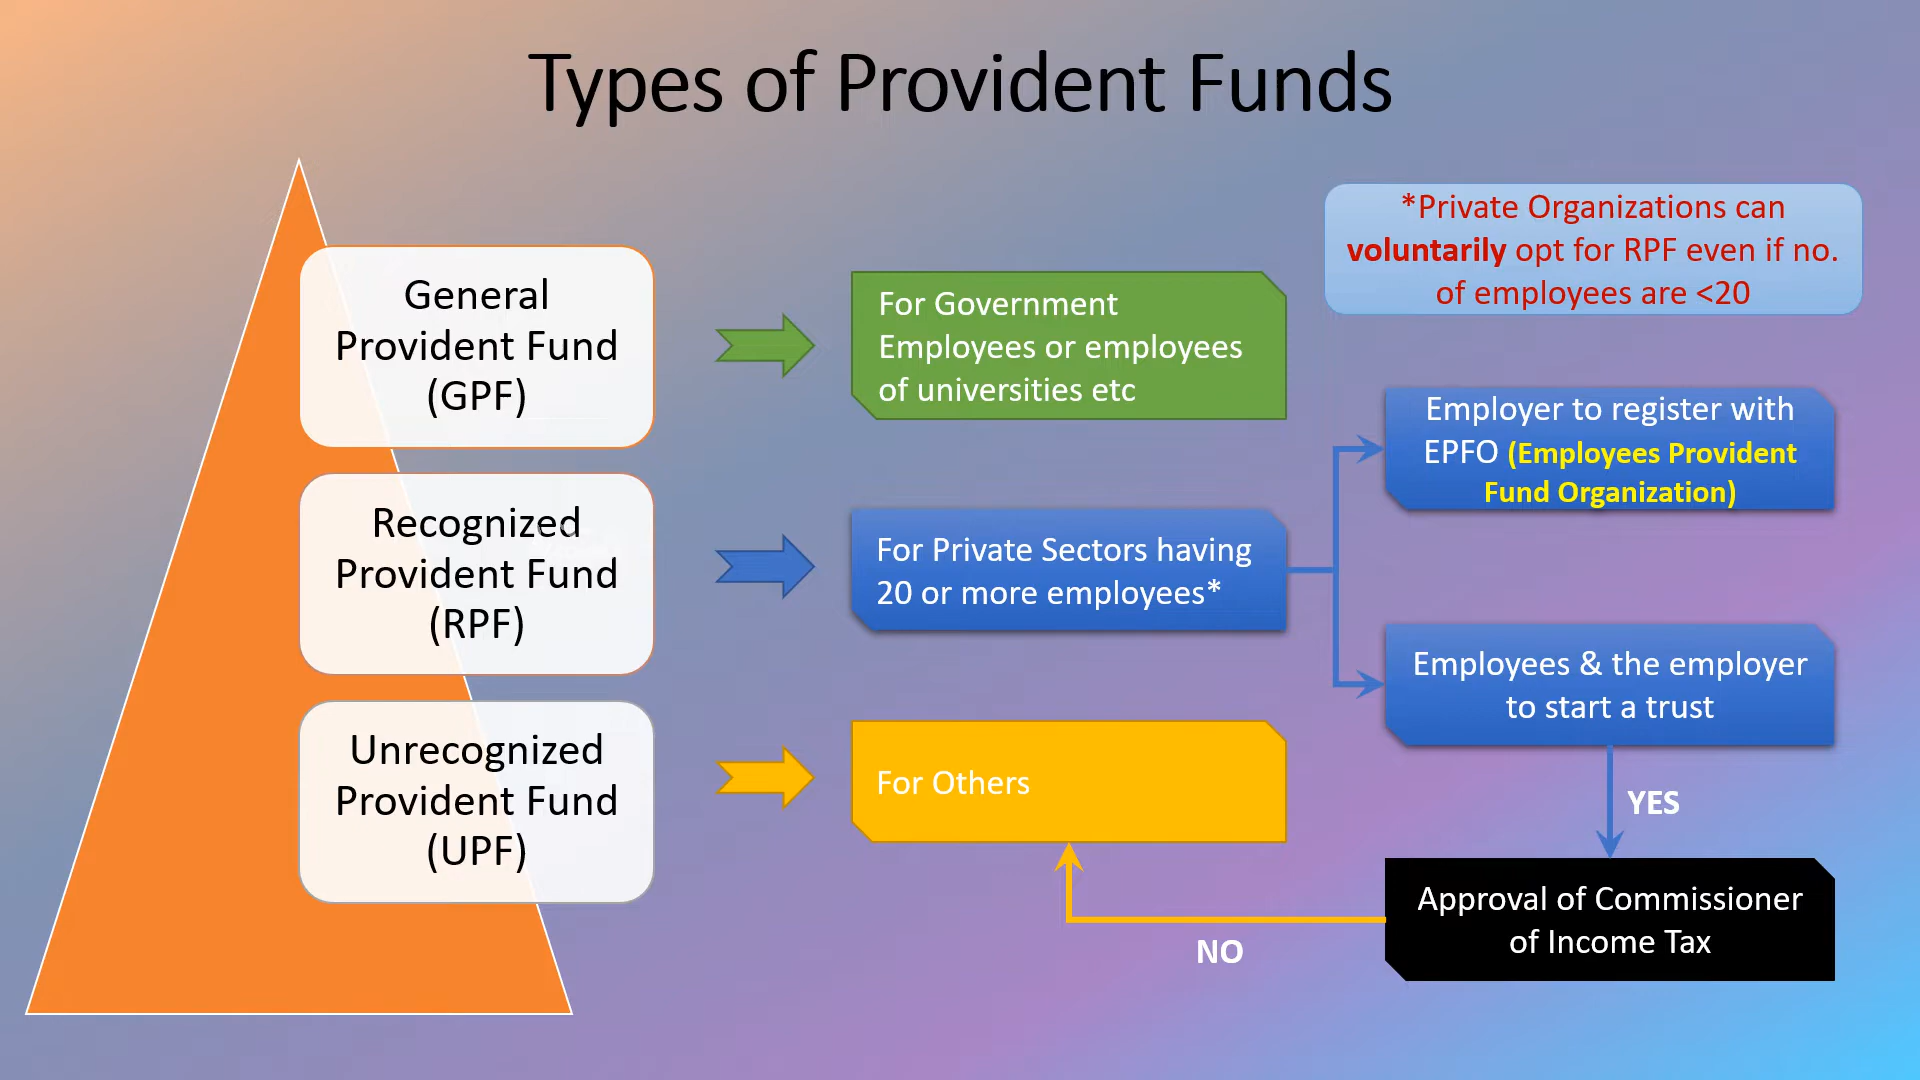 Types of Provident Funds
General
Provident Fund
(GPF)
For Government
Employees or employees
of universities etc
*Private Organizations can
voluntarily opt for RPF even if no.
of employees are <20
Recognized
Provident Fund
(RPF)
For Private Sectors having
20 or more employees*
Employer to register with
EPFO (Employees Provident
Fund Organization)
Employees & the employer
to start a trust
YES
Unrecognized
Provident Fund
(UPF)
For Others
Approval of Commissioner
of Income Tax
NO